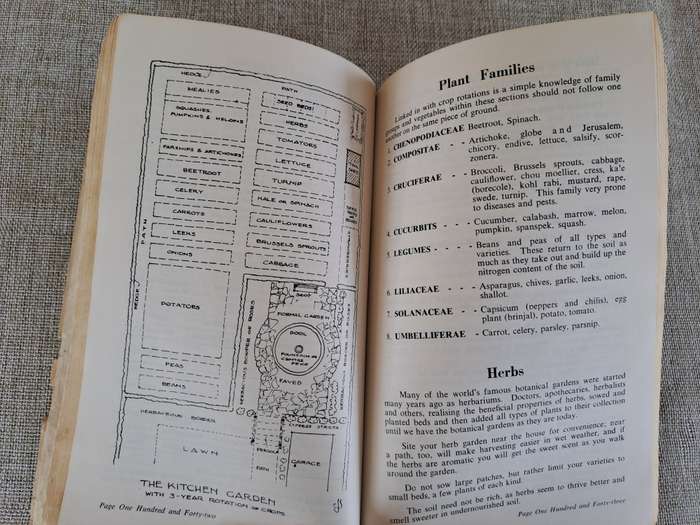 HEDGE
PATH
MEALIES
SEED BEDS
SQUASHES
PUMPKINS & MELONS
HERBS
TOMATORS
PARSNIPS & ARTICHOKES
LETTUCE
BEETROOT
TURNIP
CELERY
KALE OR SPINACH
CARROTS
CAULIFLOWERS
LEEKS
BRUSSELS SPROUTS
ONIONS
CABBAGE
PATH
HEDGE
POTATOES
SEAT
FORMAL GARDEN
POOL
FOUNTAIN OR
CENTRE
PIECE
PAVED
PEAS
BEANS
HERBACEOUS BORDER
LAWN
PERGOLA
PATH
GARAGE
THE KITCHEN GARDEN
WITH 3-YEAR ROTATION OF CROPS
Page One Hundred and Forty-two
Plant Families
Linked in with crop rotations is a simple knowledge of family
groups and vegetables within these sections should not follow one
another on the same piece of ground.
1. CHENOPODIACEAE Beetroot, Spinach.
2. COMPOSITAE - - Artichoke, globe and Jerusalem,
chicory, endive, lettuce, salsify, scor-
zonera.
3. CRUCIFERAE - - Broccoli, Brussels sprouts, cabbage,
cauliflower, chou moellier, cress, kale
(borecole), kohl rabi, mustard, rape,
swede, turnip. This family very prone
to diseases and pests.
4. CUCURBITS - - Cucumber, calabash, marrow, melon,
pumpkin, spanspek, squash.
5. LEGUMES - - - - Beans and peas of all types and
varieties. These return to the soil as
much as they take out and build up the
nitrogen content of the soil.
6. LILIACEAE - - - Asparagus, chives, garlic, leeks, onion,
shallot.
7. SOLANACEAE - - Capsicum (peppers and chilis), egg
plant (brinjal), potato, tomato.
8. UMBELLIFERAE - Carrot, celery, parsley, parsnip.
Herbs
Many of the world's famous botanical gardens were started
many years ago as herbariums. Doctors, apothecaries, herbalists
and others, realising the beneficial properties of herbs, sowed and
planted beds and then added all types of plants to their collection
until we have the botanical gardens as they are today.
Site your herb garden near the house for convenience; near
a path, too, will make harvesting easier in wet weather, and if
the herbs are aromatic you will get the sweet scent as you walk
around the garden.
Do not sow large patches, but rather limit your varieties to
small beds, a few plants of each kind.
The soil need not be rich, as herbs seem to thrive better and
smell sweeter in undernourished soil.
Page One Hundred and Forty-three